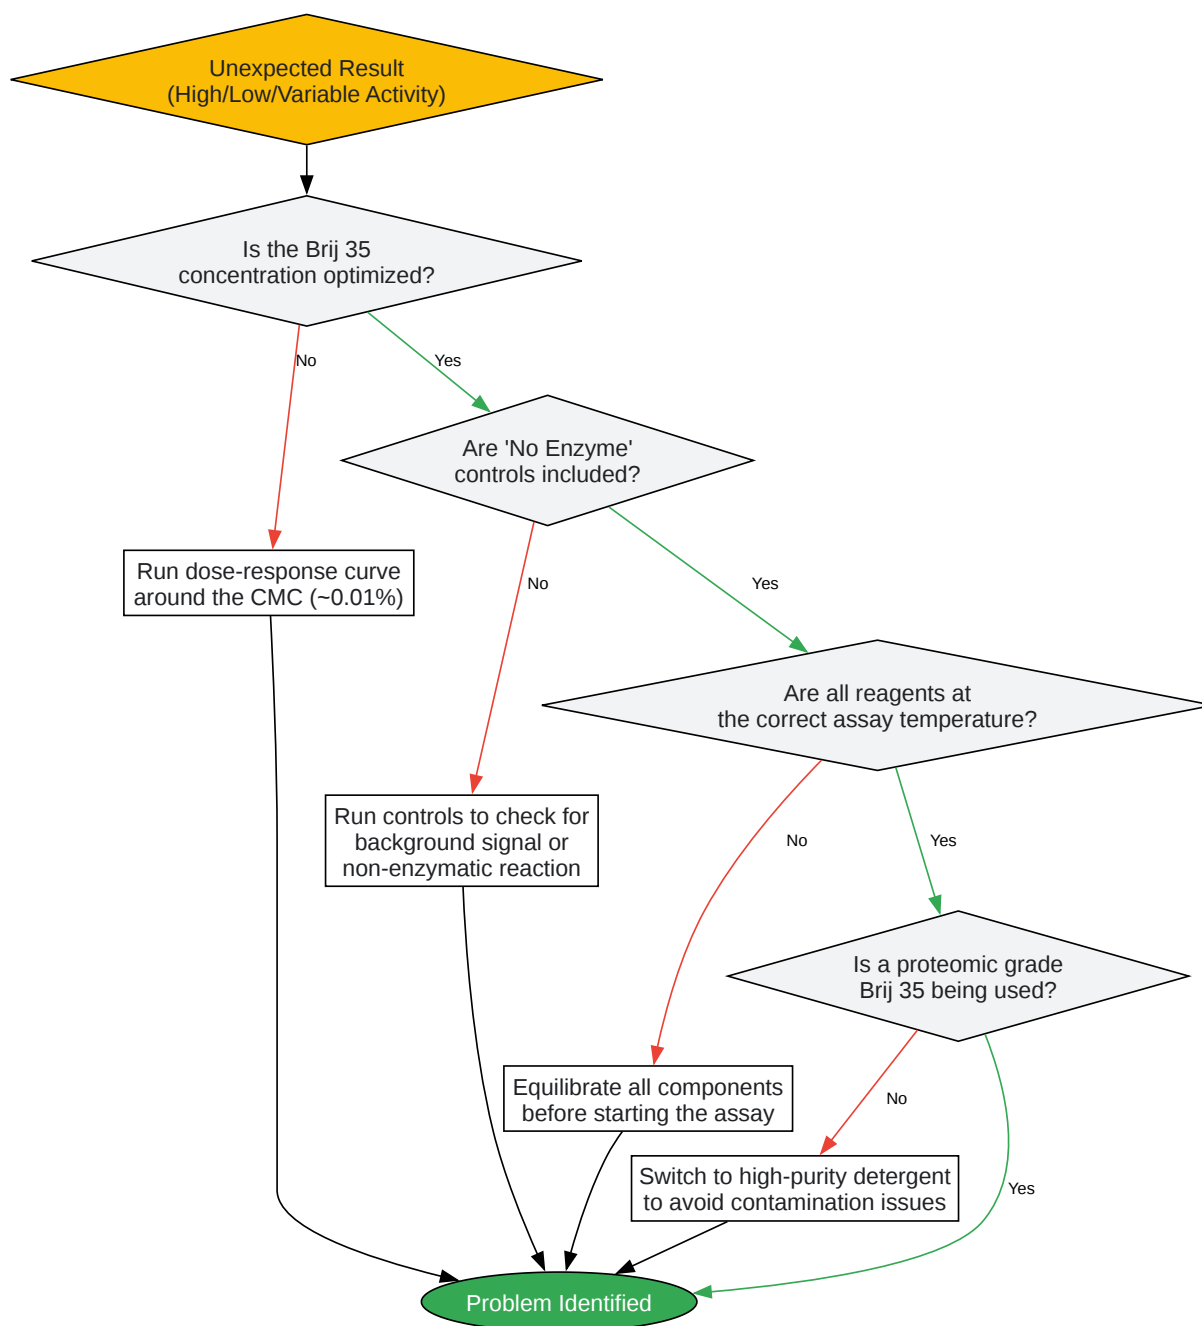 Unexpected Result
(High/Low/Variable Activity)
Is the Brij 35
concentration optimized?
No
Yes
Are 'No Enzyme'
controls included?
Run dose-response curve
around the CMC (~0.01%)
No
Yes
Are all reagents at
the correct assay temperature?
Run controls to check for
background signal or
non-enzymatic reaction
No
Yes
Is a proteomic grade
Brij 35 being used?
Equilibrate all components
before starting the assay
No
Switch to high-purity detergent
to avoid contamination issues
Yes
Problem Identified